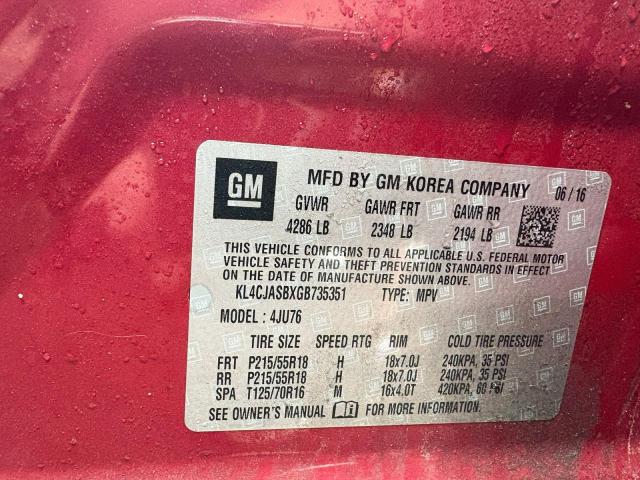 GM
MFD BY GM KOREA COMPANY 06 / 16
GVWR GAWR FRT GAWR RR
4286 LB 2348 LB 2194 LB
THIS VEHICLE CONFORMS TO ALL APPLICABLE U.S. FEDERAL MOTOR
VEHICLE SAFETY AND THEFT PREVENTION STANDARDS IN EFFECT
ON THE DATE OF MANUFACTURE SHOWN ABOVE.
KL4CJASBXGB735351 TYPE: MPV
MODEL : 4JU76
TIRE SIZE SPEED RTG RIM COLD TIRE PRESSURE
FRT P215/55R18 H 18x7.0J 240KPA, 35 PSI
RR P215/55R18 H 18x7.0J 240KPA, 35 PSI
SPA T125/70R16 M 16x4.0T 420KPA, 60 PSI
SEE OWNER'S MANUAL FOR MORE INFORMATION.